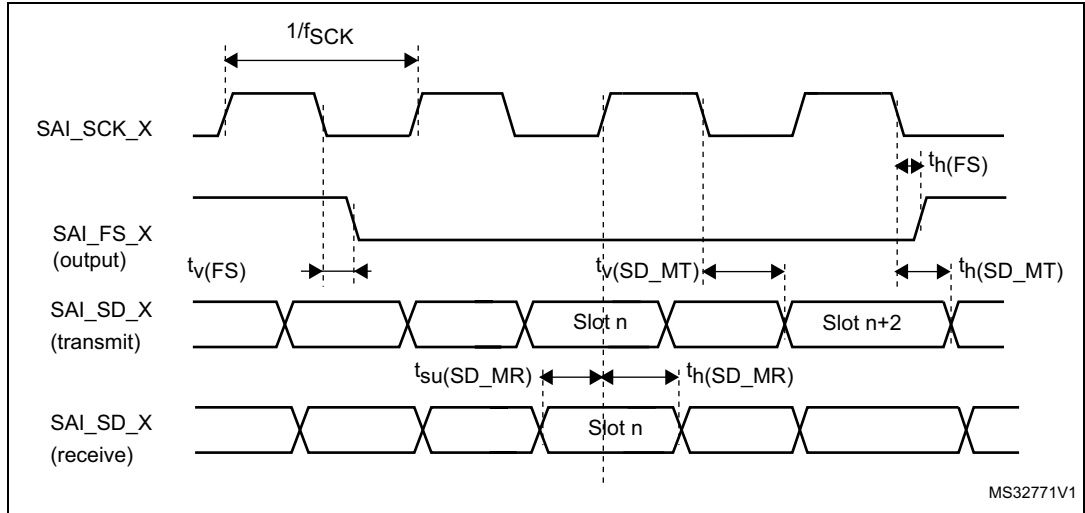 1/fSCK
SAI_SCK_X
th(FS)
SAI_FS_X
(output)
tv(FS)
tv(SD_MT)
th(SD_MT)
SAI_SD_X
(transmit)
Slot n
Slot n+2
tsu(SD_MR)
th(SD_MR)
SAI_SD_X
(receive)
Slot n
MS32771V1